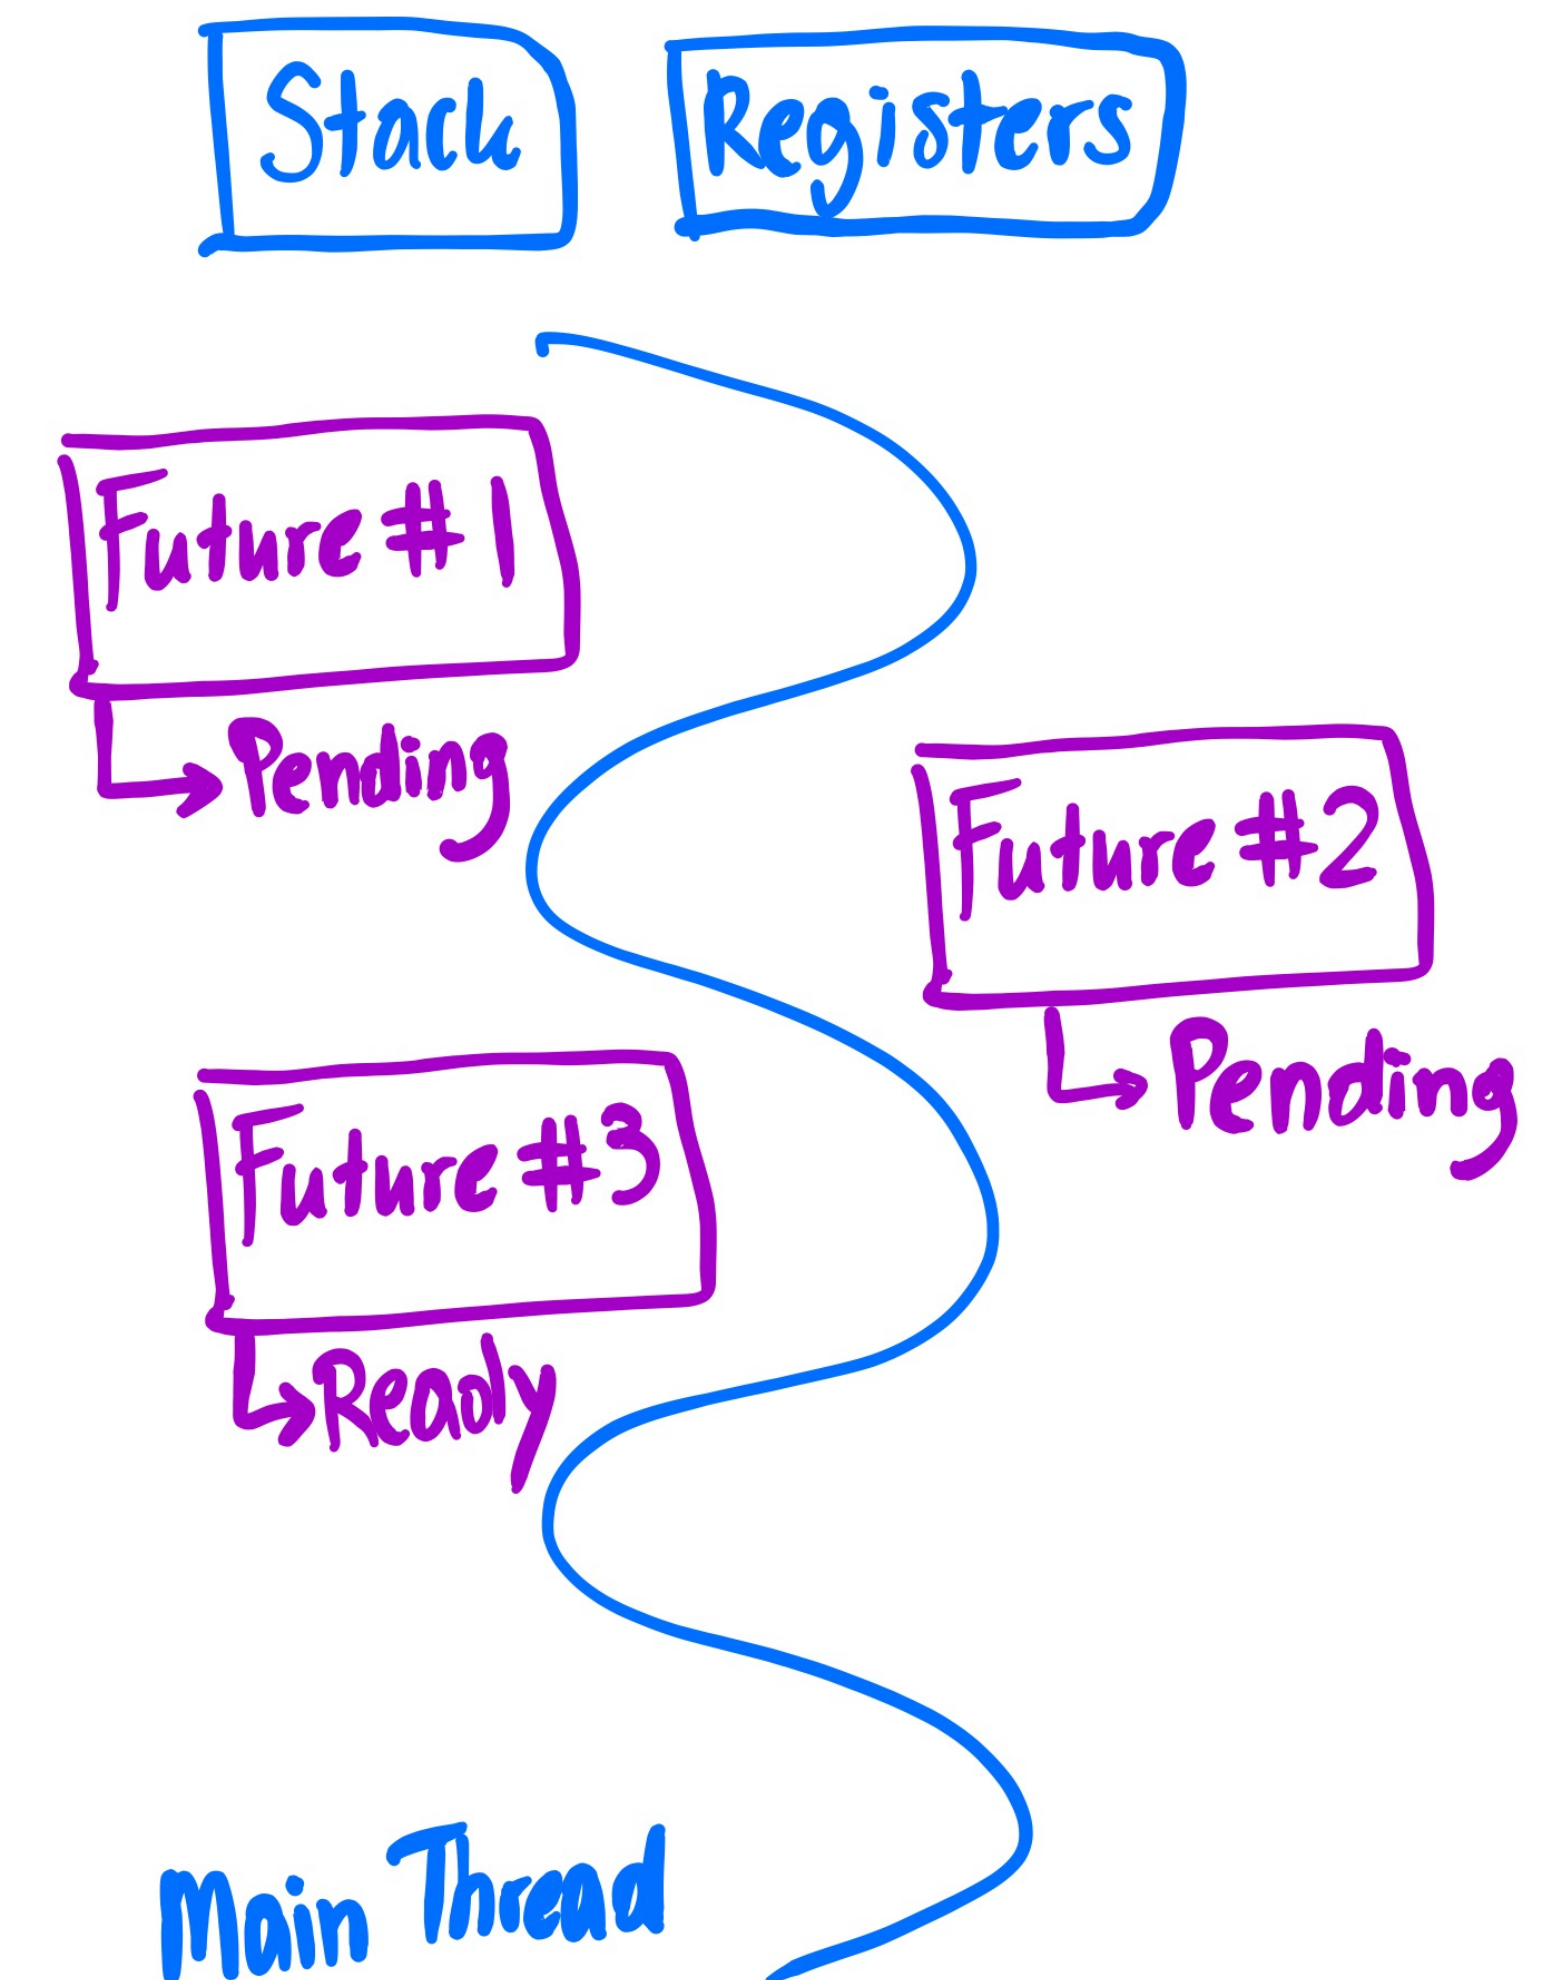 Stack
Registers
Future #1
Pending
Future #2
Pending
Future #3
Ready
Main Thread